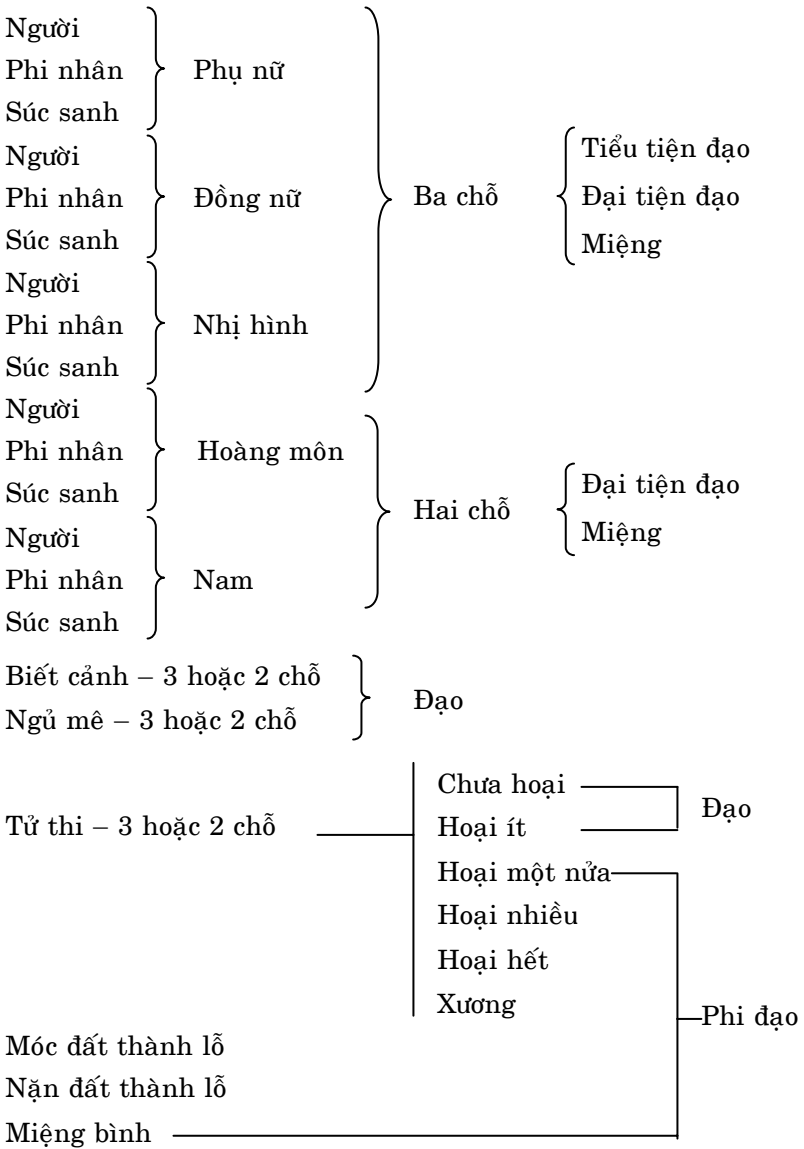 Người
Phi nhân Phụ nữ
Súc sanh
Người
Phi nhân Đồng nữ
Súc sanh
Ba chỗ
Tiểu tiện đạo
Đại tiện đạo
Miệng
Người
Phi nhân Nhị hình
Súc sanh
Người
Phi nhân Hoàng môn
Súc sanh
Hai chỗ
Đại tiện đạo
Miệng
Người
Phi nhân Nam
Súc sanh
Biết cảnh – 3 hoặc 2 chỗ
Ngủ mê – 3 hoặc 2 chỗ
Đạo
Tử thi – 3 hoặc 2 chỗ
Chưa hoại
Hoại ít
Đạo
Hoại một nửa
Hoại nhiều
Hoại hết
Xương
Phi đạo
Móc đất thành lỗ
Nặn đất thành lỗ
Miệng bình